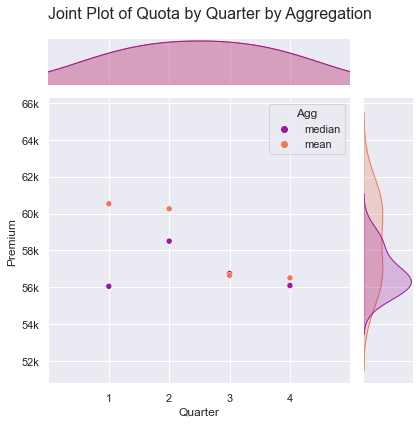 Joint Plot of Quota by Quarter by Aggregation
Agg
median
mean
66k
64k
62k
60k
58k
56k
54k
52k
Premium
1 2 3 4
Quarter